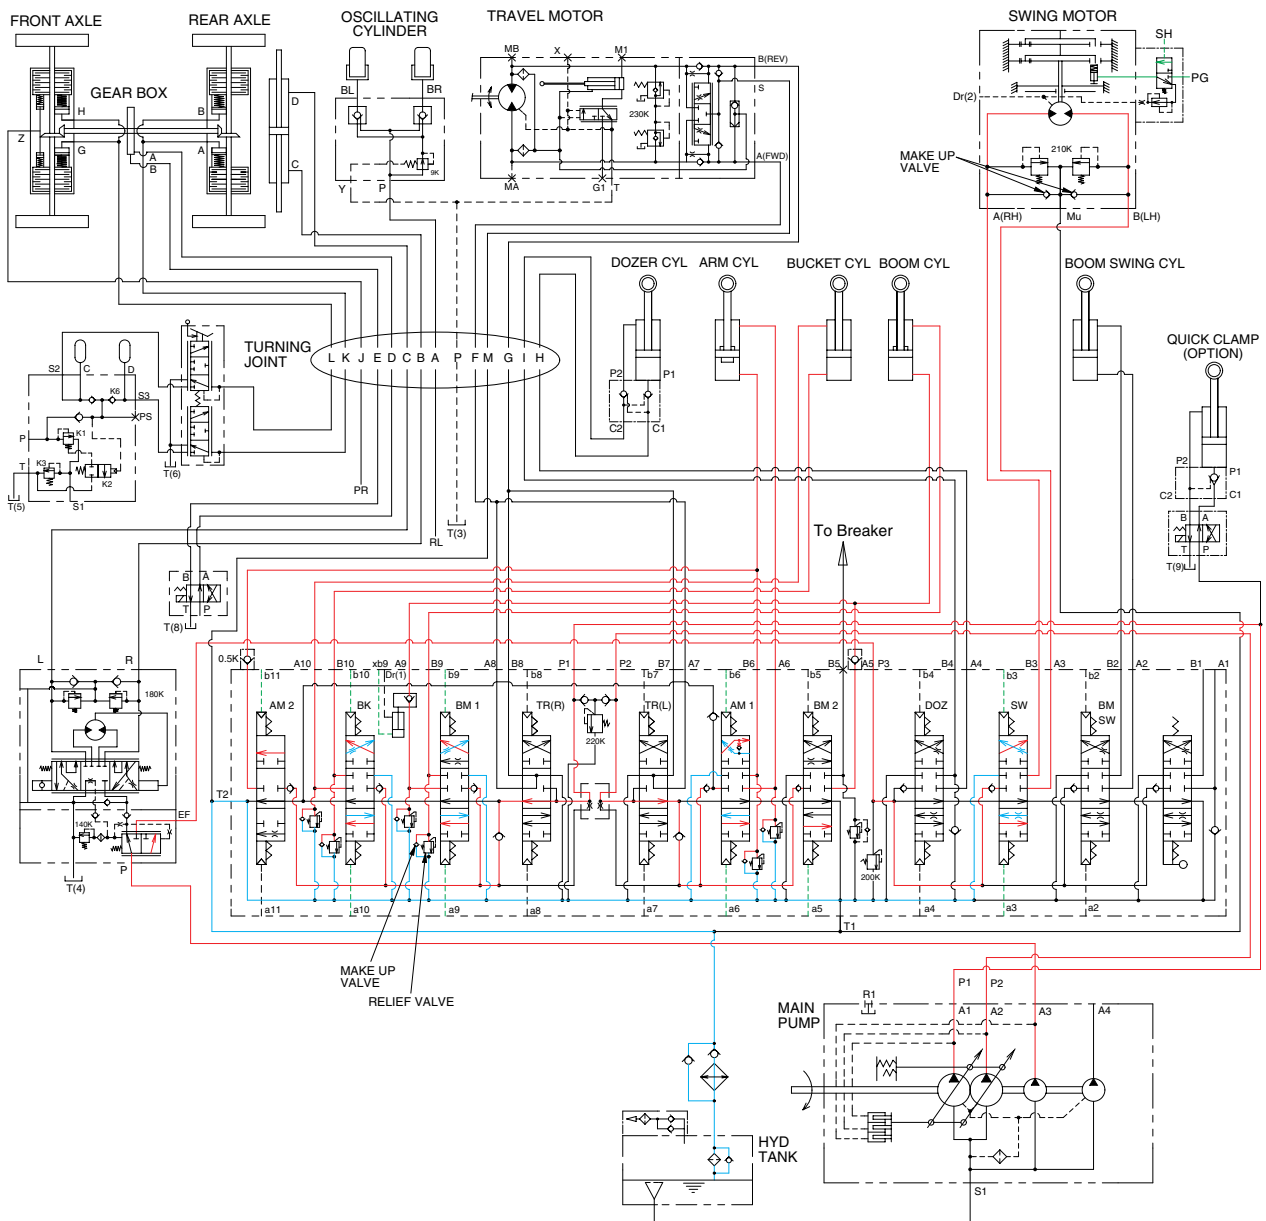 FRONT AXLE
REAR AXLE
OSCILLATING
CYLINDER
TRAVEL MOTOR
SWING MOTOR
MB
X
M1
B(REV)
S
SH
PG
GEAR BOX
BL
BR
D
H
B
Dr(2)
230K
Z
G
A
A
B
C
9K
Y
P
A(FWD)
MA
G1
T
210K
MAKE UP
VALVE
A(RH)
Mu
B(LH)
DOZER CYL
ARM CYL
BUCKET CYL
BOOM CYL
BOOM SWING CYL
QUICK CLAMP
(OPTION)
TURNING
JOINT
L
K
J
E
D
C
B
A
P
F
M
G
I
H
S2
C
D
K6
S3
PS
P
K1
T
K3
K2
T(5)
S1
T(6)
P2
P1
C2
C1
P2
P1
C2
C1
B
A
T
P
T(9)
PR
T(3)
RL
To Breaker
B
A
T
P
T(8)
L
R
0.5K
A10
B10
xb9
A9
B9
A8
B8
P1
P2
B7
A7
B6
A6
B5
A5
P3
B4
A4
B3
A3
B2
A2
B1
A1
b11
b10
Dr(1)
b9
b8
b7
b6
b5
b4
b3
b2
180K
AM 2
BK
BM 1
TR(R)
220K
TR(L)
AM 1
BM 2
DOZ
SW
BM
SW
T2
EF
140K
200K
P
T(4)
a11
a10
a9
a8
a7
a6
a5
a4
a3
a2
T1
MAKE UP
VALVE
RELIEF VALVE
P1
P2
R1
MAIN
PUMP
A1
A2
A3
A4
HYD
TANK
S1